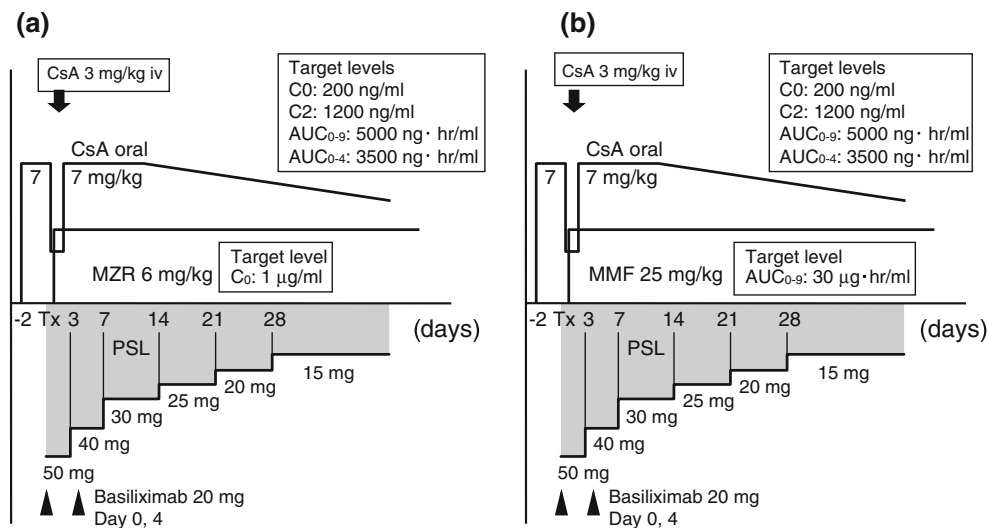 (a)
CsA 3 mg/kg iv
Target levels
C0: 200 ng/ml
C2: 1200 ng/ml
AUC0-9: 5000 ng· hr/ml
AUC0-4: 3500 ng· hr/ml
CsA oral
7
7 mg/kg
MZR 6 mg/kg
Target level
C0: 1 μg/ml
-2 Tx 3 7 14 21 28
(days)
PSL
15 mg
20 mg
25 mg
30 mg
40 mg
50 mg
Basiliximab 20 mg
Day 0, 4
(b)
CsA 3 mg/kg iv
Target levels
C0: 200 ng/ml
C2: 1200 ng/ml
AUC0-9: 5000 ng· hr/ml
AUC0-4: 3500 ng· hr/ml
CsA oral
7
7 mg/kg
MMF 25 mg/kg
Target level
AUC0-9: 30 μg·hr/ml
-2 Tx 3 7 14 21 28
(days)
PSL
15 mg
20 mg
25 mg
30 mg
40 mg
50 mg
Basiliximab 20 mg
Day 0, 4